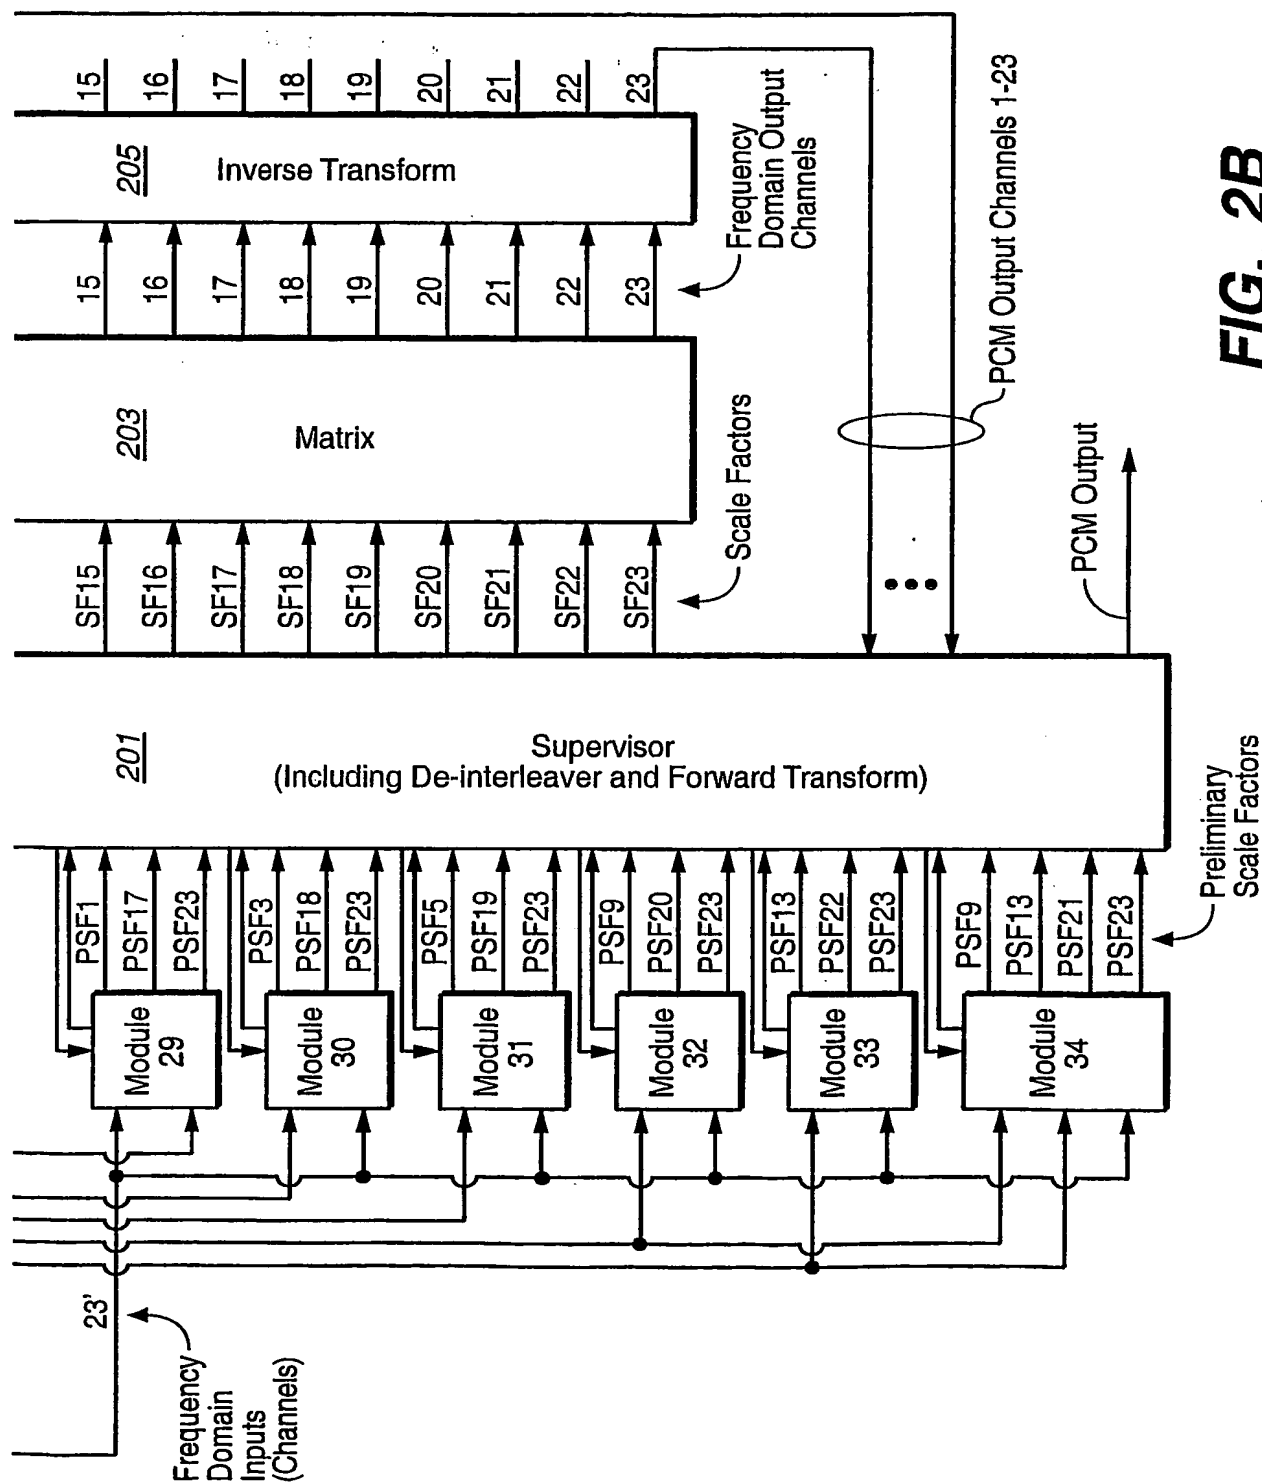 15
16
17
18
19
20
21
22
23
205
Inverse Transform
15
16
17
18
19
20
21
22
23
Frequency
Domain Output
Channels
203
Matrix
PCM Output Channels 1-23
SF15
SF16
SF17
SF18
SF19
SF20
SF21
SF22
SF23
Scale Factors
PCM Output
201
Supervisor
(Including De-interleaver and Forward Transform)
PSF1
PSF17
PSF23
PSF3
PSF18
PSF23
PSF5
PSF19
PSF23
PSF9
PSF20
PSF23
PSF13
PSF22
PSF23
PSF9
PSF13
PSF21
PSF23
Preliminary
Scale Factors
Module
29
Module
30
Module
31
Module
32
Module
33
Module
34
23'
Frequency
Domain
Inputs
(Channels)
FIG. 2B